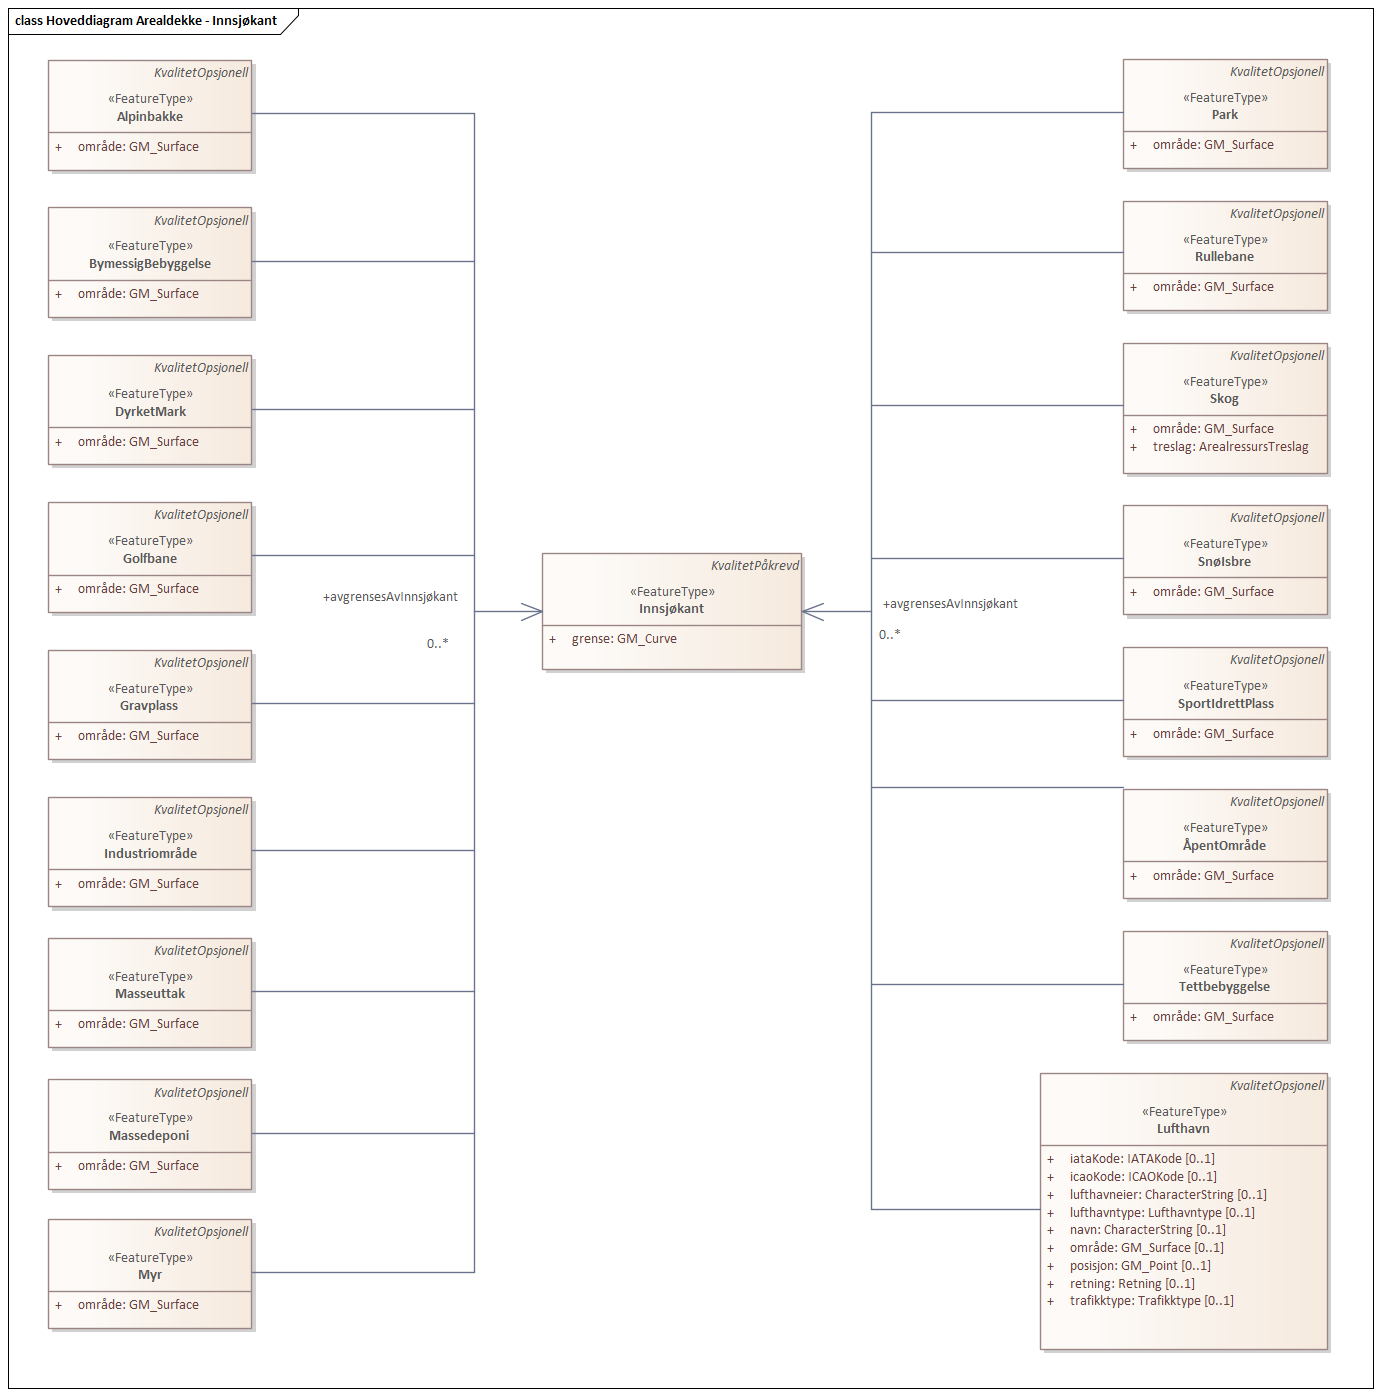 class Hoveddiagram Arealdekke - Innsjøkant
KvalitetOpsjonell
«FeatureType»
Alpinbakke
+ område: GM_Surface
KvalitetOpsjonell
«FeatureType»
BymessigBebyggelse
+ område: GM_Surface
KvalitetOpsjonell
«FeatureType»
DyrketMark
+ område: GM_Surface
KvalitetOpsjonell
«FeatureType»
Golfbane
+ område: GM_Surface
KvalitetOpsjonell
«FeatureType»
Gravplass
+ område: GM_Surface
KvalitetOpsjonell
«FeatureType»
Industriområde
+ område: GM_Surface
KvalitetOpsjonell
«FeatureType»
Masseuttak
+ område: GM_Surface
KvalitetOpsjonell
«FeatureType»
Massedeponi
+ område: GM_Surface
KvalitetOpsjonell
«FeatureType»
Myr
+ område: GM_Surface
+avgrensesAvInnsjøkant
0..*
KvalitetPåkrevd
«FeatureType»
Innsjøkant
+ grense: GM_Curve
+avgrensesAvInnsjøkant
0..*
KvalitetOpsjonell
«FeatureType»
Park
+ område: GM_Surface
KvalitetOpsjonell
«FeatureType»
Rullebane
+ område: GM_Surface
KvalitetOpsjonell
«FeatureType»
Skog
+ område: GM_Surface
+ treslag: ArealressursTreslag
KvalitetOpsjonell
«FeatureType»
SnøIsbre
+ område: GM_Surface
KvalitetOpsjonell
«FeatureType»
SportIdrettPlass
+ område: GM_Surface
KvalitetOpsjonell
«FeatureType»
ÅpentOmråde
+ område: GM_Surface
KvalitetOpsjonell
«FeatureType»
Tettbebyggelse
+ område: GM_Surface
KvalitetOpsjonell
«FeatureType»
Lufthavn
+ iataKode: IATAKode [0..1]
+ icaoKode: ICAOKode [0..1]
+ lufthavneier: CharacterString [0..1]
+ lufthavntype: Lufthavntype [0..1]
+ navn: CharacterString [0..1]
+ område: GM_Surface [0..1]
+ posisjon: GM_Point [0..1]
+ retning: Retning [0..1]
+ trafikktype: Trafikktype [0..1]